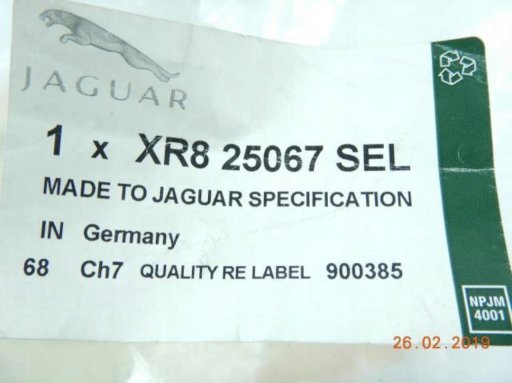 JAGUAR
1 x XR8 25067 SEL
MADE TO JAGUAR SPECIFICATION
IN Germany
68 Ch7 QUALITY RE LABEL 900385
NPJM
4001
26.02.2019